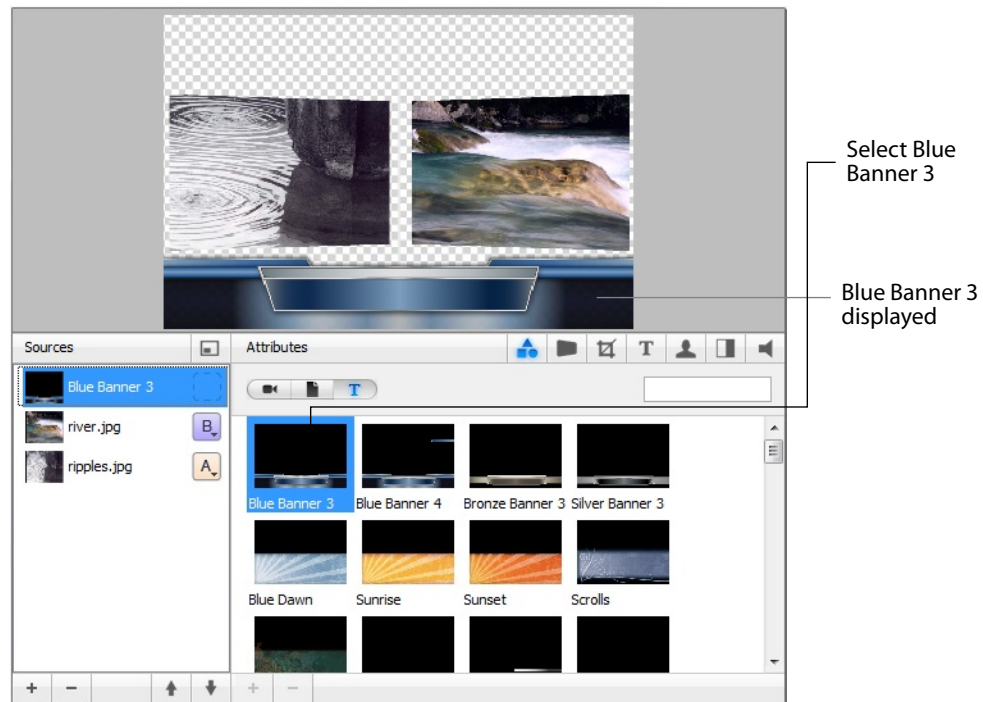 Select Blue
Banner 3
Blue Banner 3
displayed
Sources
Attributes
T
Blue Banner 3
T
river.jpg
B
ripples.jpg
A
Blue Banner 3 Blue Banner 4 Bronze Banner 3 Silver Banner 3
Blue Dawn Sunrise Sunset Scrolls